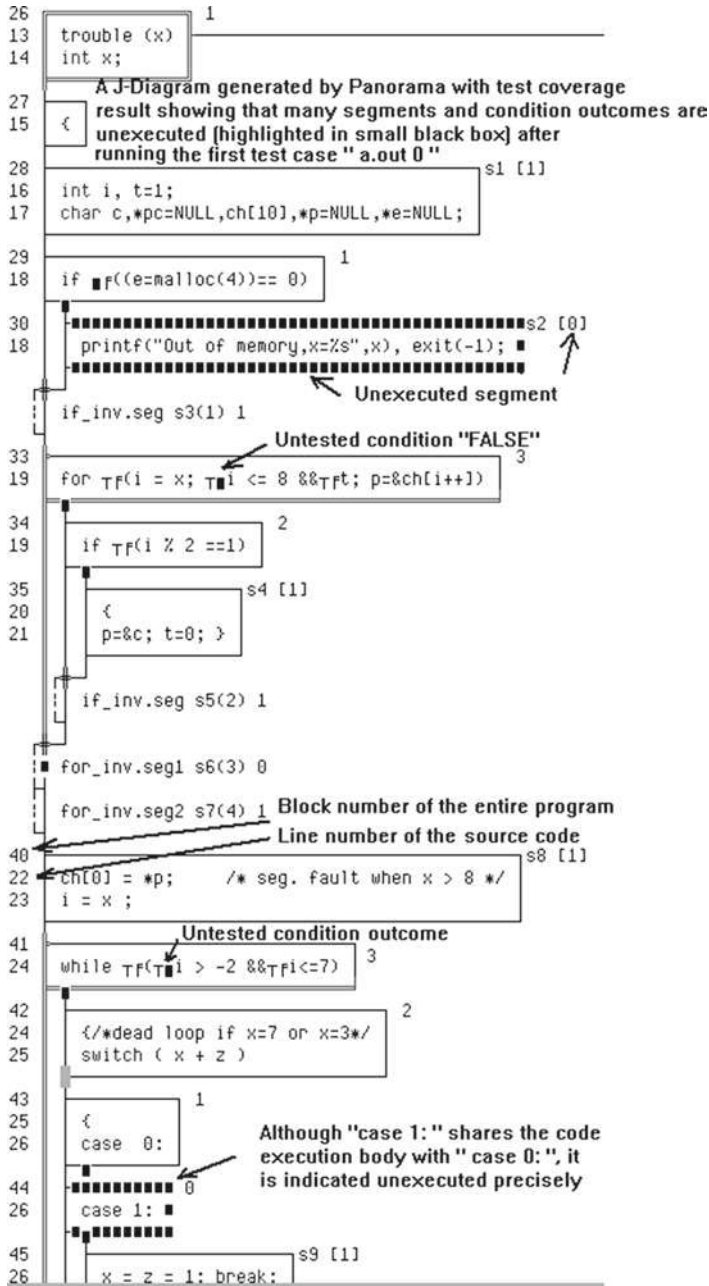 26 1
13 trouble (x)
14 int x;
A J-Diagram generated by Panorama with test coverage
27 result showing that many segments and condition outcomes are
15 { unexecuted (highlighted in small black box) after
running the first test case " a.out 0 "
28 s1 [1]
16 int i, t=1;
17 char c,*pc=NULL,ch[10],*p=NULL,*e=NULL;
29 1
18 if F((e=malloc(4))== 0)
30 s2 [0]
18 printf("Out of memory,x=%s",x), exit(-1);
Unexecuted segment
if_inv.seg s3(1) 1
Untested condition "FALSE"
33 3
19 for TF(i = x; T i <= 8 &&TFt; p=&ch[i++])
34 2
19 if TF(i % 2 ==1)
35 s4 [1]
20 {
21 p=&c; t=0; }
if_inv.seg s5(2) 1
for_inv.seg1 s6(3) 0
for_inv.seg2 s7(4) 1
Block number of the entire program
Line number of the source code
40 s8 [1]
22 ch[0] = *p; /* seg. fault when x > 8 */
23 i = x ;
Untested condition outcome
41 3
24 while TF(T i > -2 &&TFi<=7)
42 2
24 {/*dead loop if x=7 or x=3*/
25 switch ( x + z )
43 1
25 {
26 case 0:
Although "case 1: " shares the code
execution body with " case 0: ", it
is indicated unexecuted precisely
44 0
26 case 1:
45 s9 [1]
26 x = z = 1; break;